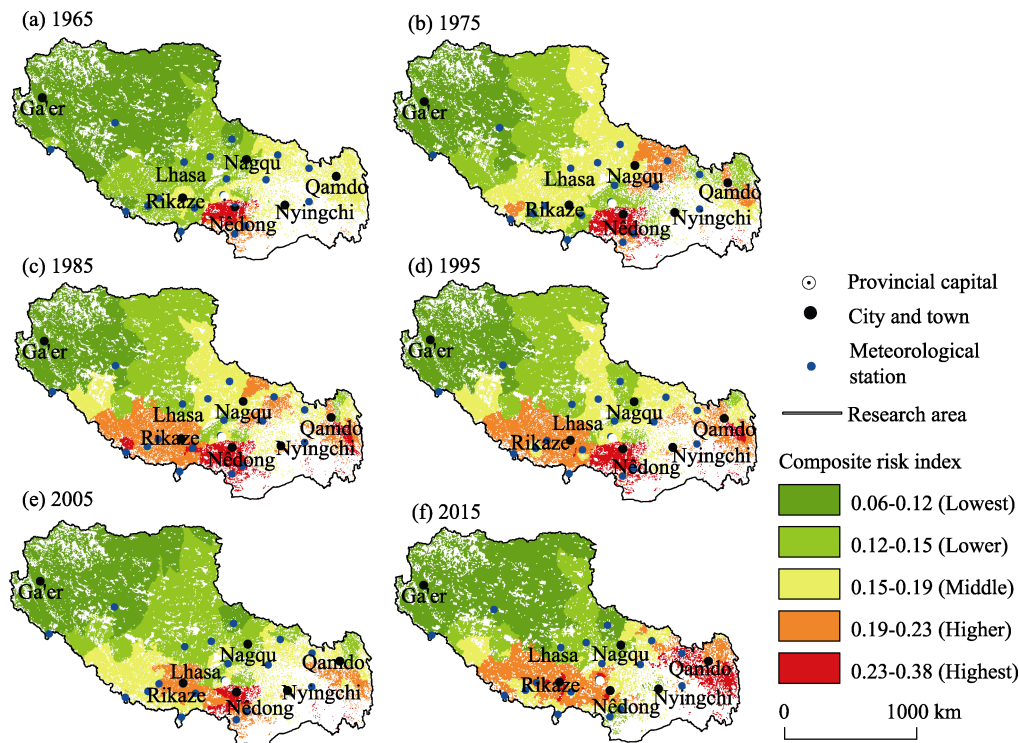 (a) 1965
Ga'er
Nagqu
Lhasa
Rikaze
Qamdo
Nyingchi
Nêdong
(b) 1975
Ga'er
Lhasa
Nagqu
Qamdo
Rikaze
Nyingchi
Nêdong
(c) 1985
Ga'er
Lhasa
Nagqu
Qamdo
Rikaze
Nyingchi
Nêdong
(d) 1995
Ga'er
Lhasa
Nagqu
Qamdo
Rikaze
Nyingchi
Nêdong
(e) 2005
Ga'er
Nagqu
Lhasa
Qamdo
Rikaze
Nyingchi
Nêdong
(f) 2015
Ga'er
Lhasa
Nagqu
Qamdo
Rikaze
Nyingchi
Nêdong
Provincial capital
City and town
Meteorological
station
Research area
Composite risk index
0.06-0.12 (Lowest)
0.12-0.15 (Lower)
0.15-0.19 (Middle)
0.19-0.23 (Higher)
0.23-0.38 (Highest)
0 1000 km